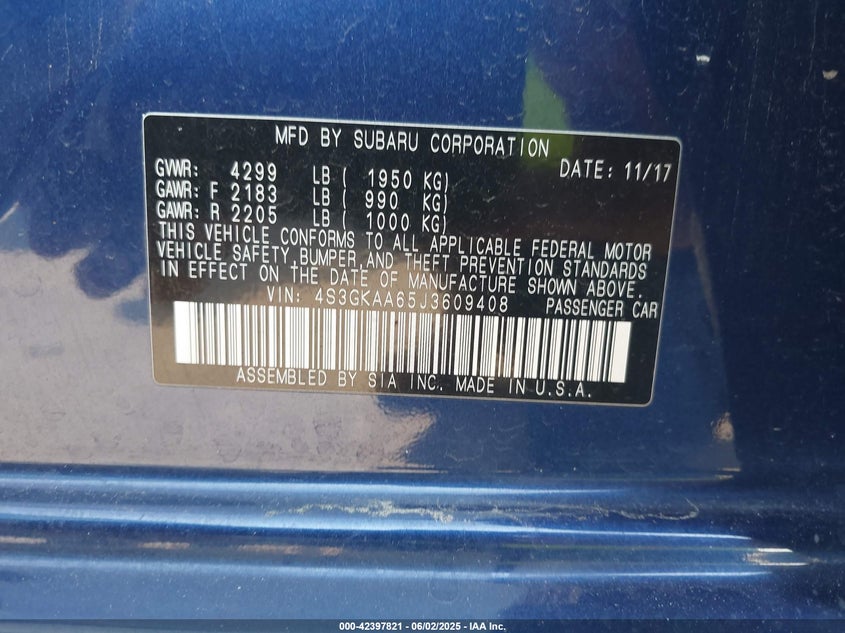 MFD BY SUBARU CORPORATION
GVWR: 4299 LB ( 1950 KG) DATE: 11/17
GAWR: F 2183 LB ( 990 KG)
GAWR: R 2205 LB ( 1000 KG)
THIS VEHICLE CONFORMS TO ALL APPLICABLE FEDERAL MOTOR
VEHICLE SAFETY, BUMPER, AND THEFT PREVENTION STANDARDS
IN EFFECT ON THE DATE OF MANUFACTURE SHOWN ABOVE.
VIN: 4S3GKAA65J3609408 PASSENGER CAR
ASSEMBLED BY SIA INC. MADE IN U.S.A.
000-42397821 - 06/02/2025 - IAA Inc.